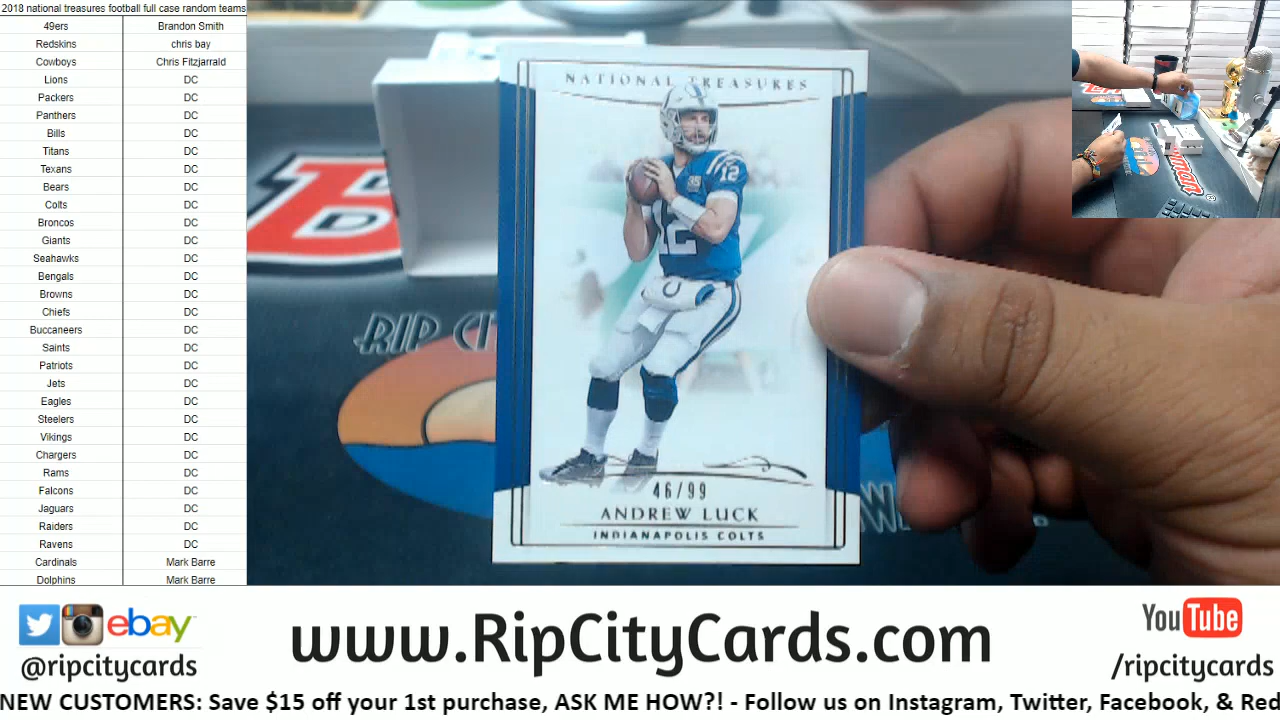 2018 national treasures football full case random teams
49ers Brandon Smith
Redskins chris bay
Cowboys Chris Fitzjarrald
Lions DC
Packers DC
Panthers DC
Bills DC
Titans DC
Texans DC
Bears DC
Colts DC
Broncos DC
Giants DC
Seahawks DC
Bengals DC
Browns DC
Chiefs DC
Buccaneers DC
Saints DC
Patriots DC
Jets DC
Eagles DC
Steelers DC
Vikings DC
Chargers DC
Rams DC
Falcons DC
Jaguars DC
Raiders DC
Ravens DC
Cardinals Mark Barre
Dolphins Mark Barre
NATIONAL TREASURES
12
12
46/99
ANDREW LUCK
INDIANAPOLIS COLTS
RIP CI
ebay
@ripcitycards
www.RipCityCards.com
YouTube
/ripcitycards
NEW CUSTOMERS: Save $15 off your 1st purchase, ASK ME HOW?! - Follow us on Instagram, Twitter, Facebook, & Red